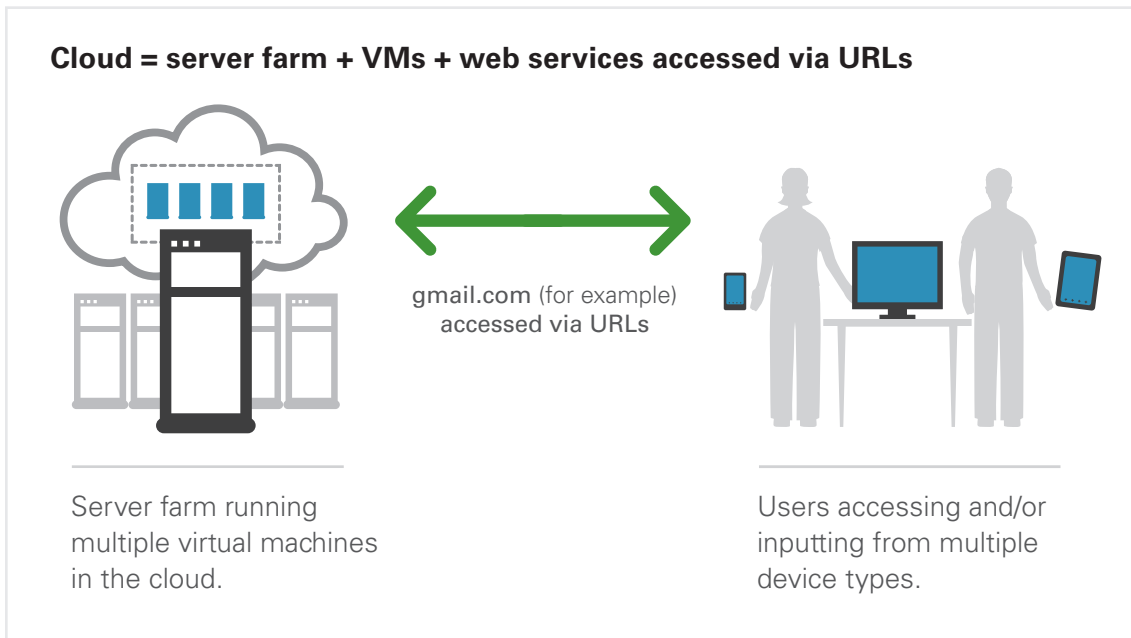 Cloud = server farm + VMs + web services accessed via URLs
gmail.com (for example)
accessed via URLs
Server farm running
multiple virtual machines
in the cloud.
Users accessing and/or
inputting from multiple
device types.